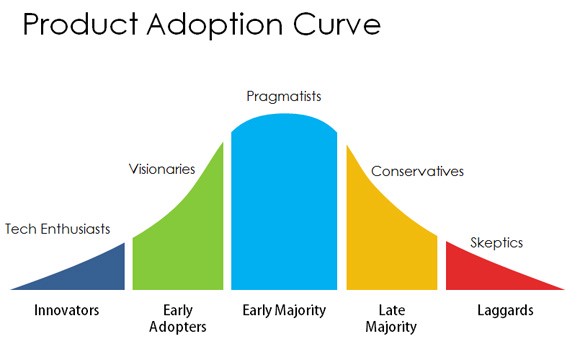 Product Adoption Curve
Pragmatists
Visionaries
Conservatives
Tech Enthusiasts
Skeptics
Innovators
Early
Adopters
Early Majority
Late
Majority
Laggards